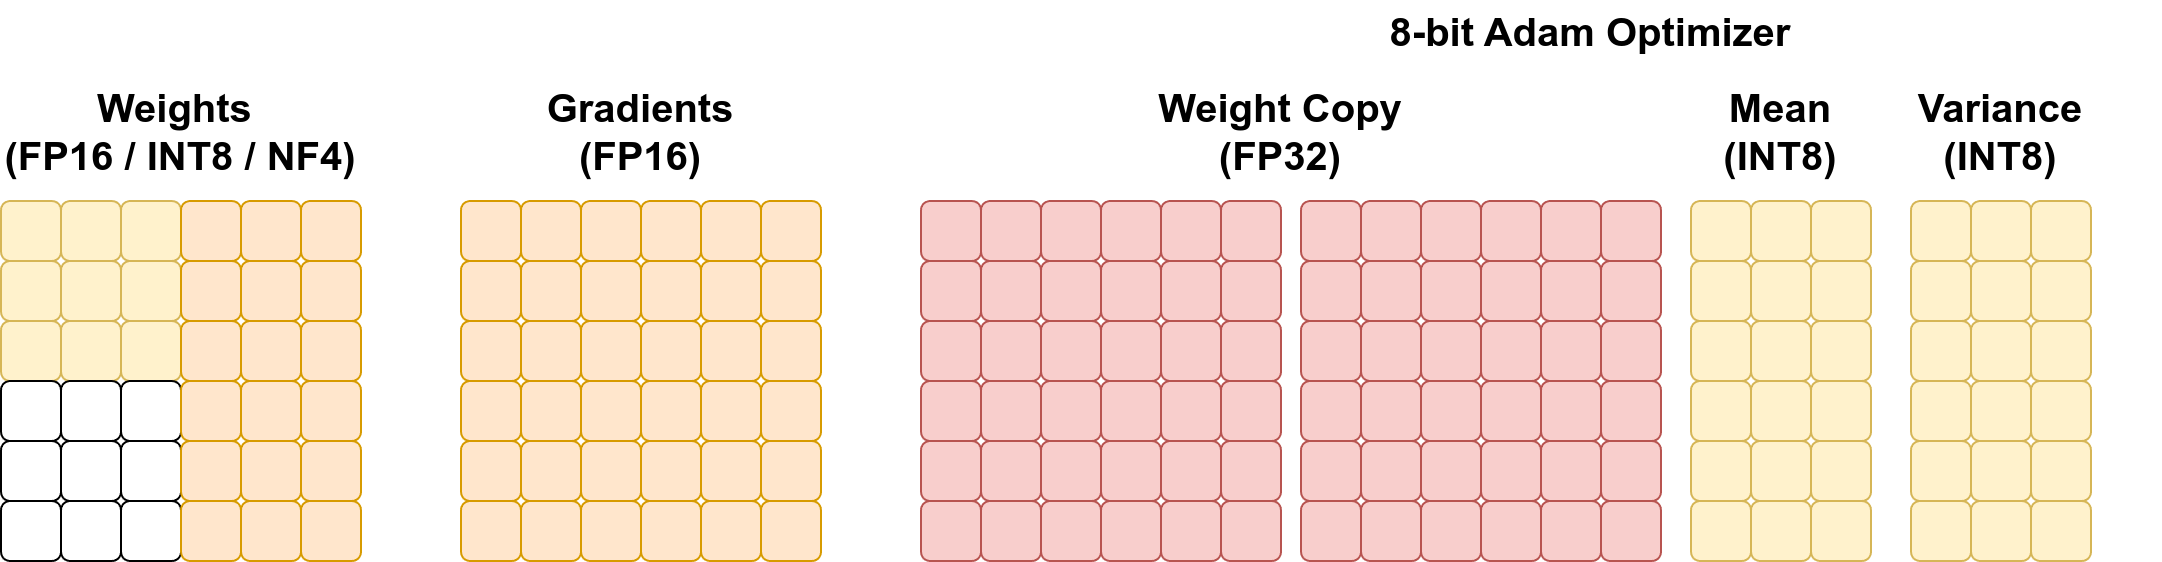 8-bit Adam Optimizer
Weights
(FP16 / INT8 / NF4)
Gradients
(FP16)
Weight Copy
(FP32)
Mean
(INT8)
Variance
(INT8)